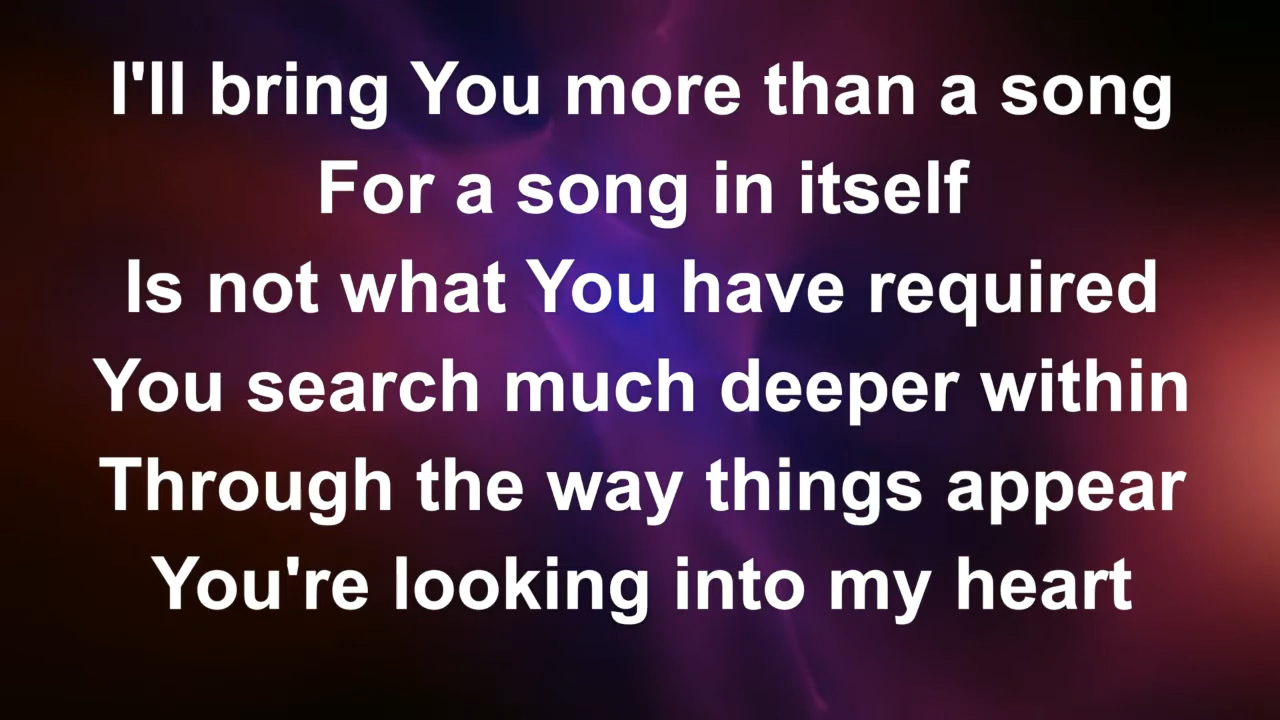 I'll bring You more than a song
For a song in itself
Is not what You have required
You search much deeper within
Through the way things appear
You're looking into my heart